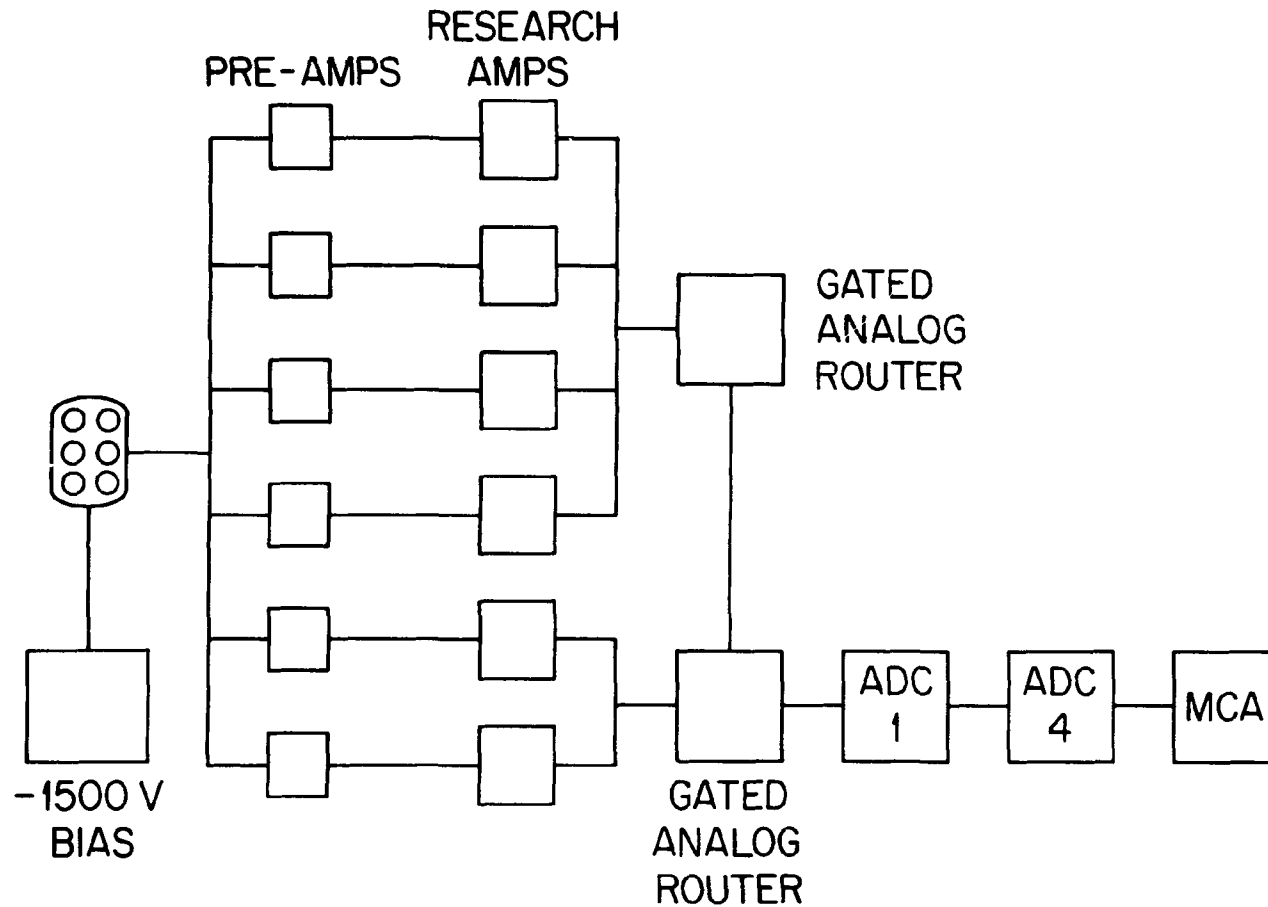 RESEARCH
PRE-AMPS AMPS
GATED
ANALOG
ROUTER
ADC
1
ADC
4
MCA
-1500 V
BIAS
GATED
ANALOG
ROUTER